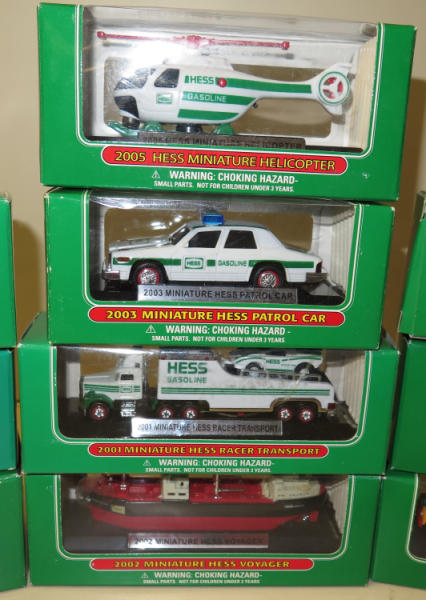 HESS
GASOLINE
2005 HESS MINIATURE HELICOPTER
2005 HESS MINIATURE HELICOPTER
WARNING: CHOKING HAZARD-
SMALL PARTS. NOT FOR CHILDREN UNDER 3 YEARS.
HESS GASOLINE
2003 MINIATURE HESS PATROL CAR
2003 MINIATURE HESS PATROL CAR
WARNING: CHOKING HAZARD-
SMALL PARTS. NOT FOR CHILDREN UNDER 3 YEARS
HESS
GASOLINE
2001 MINIATURE HESS RACER TRANSPORT
2001 MINIATURE HESS RACER TRANSPORT
WARNING: CHOKING HAZARD-
SMALL PARTS. NOT FOR CHILDREN UNDER 3 YEARS.
2002 MINIATURE HESS VOYAGER
2002 MINIATURE HESS VOYAGER
WARNING: CHOKING HAZARD-
SMALL PARTS. NOT FOR CHILDREN UNDER 3 YEARS.